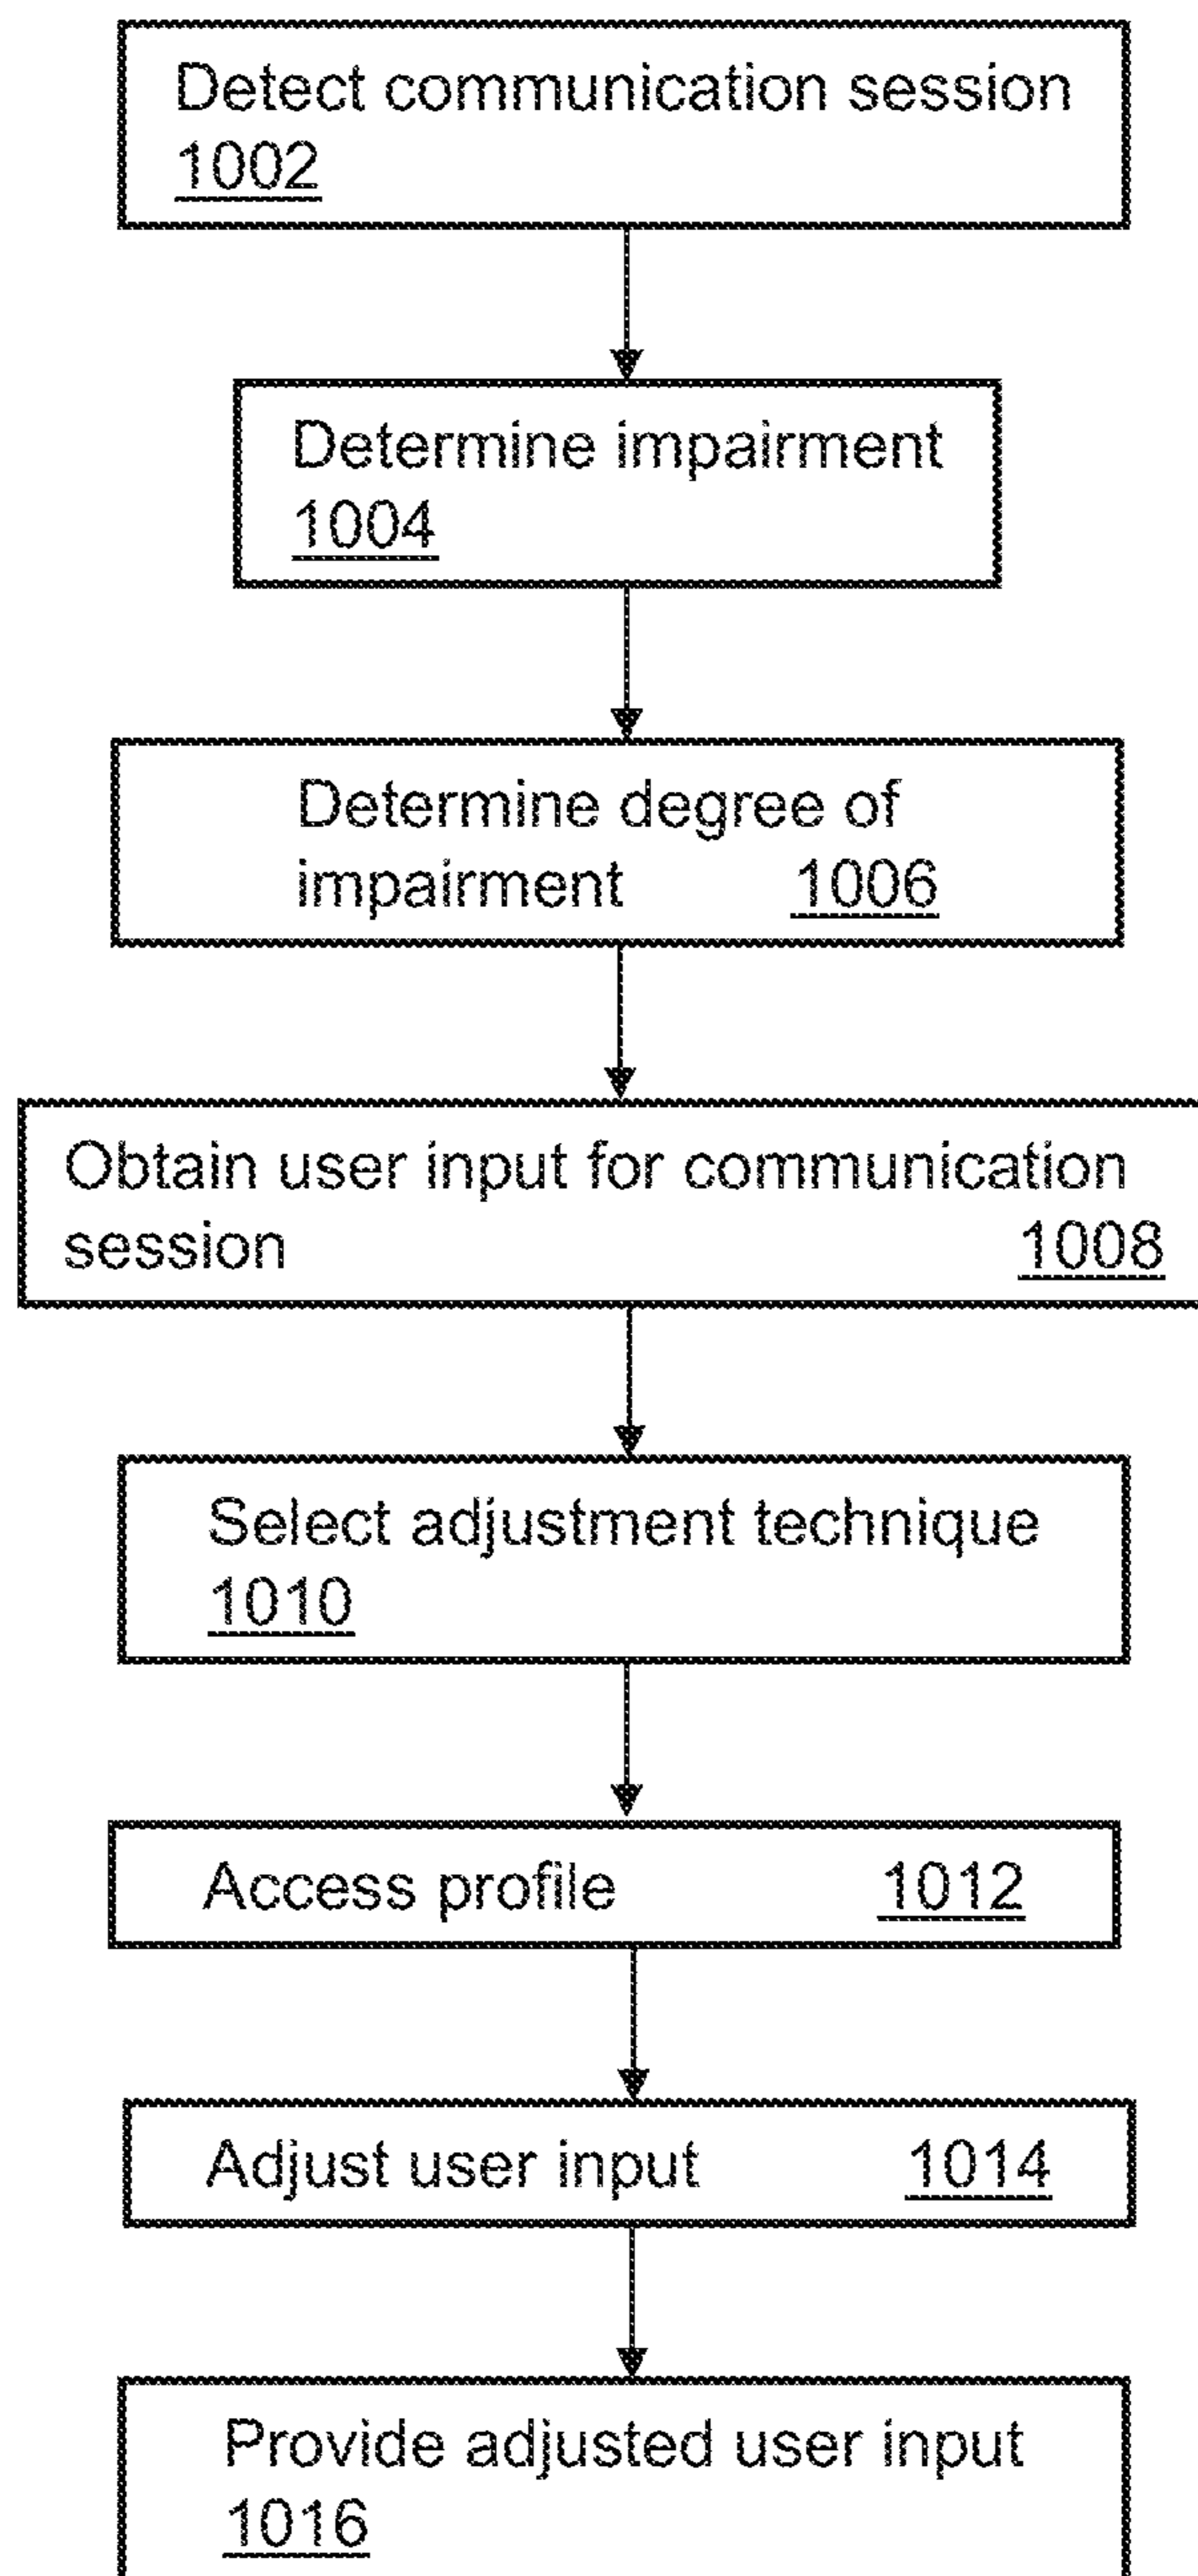 Detect communication session
1002
Determine impairment
1004
Determine degree of
impairment 1006
Obtain user input for communication
session 1008
Select adjustment technique
1010
Access profile 1012
Adjust user input 1014
Provide adjusted user input
1016